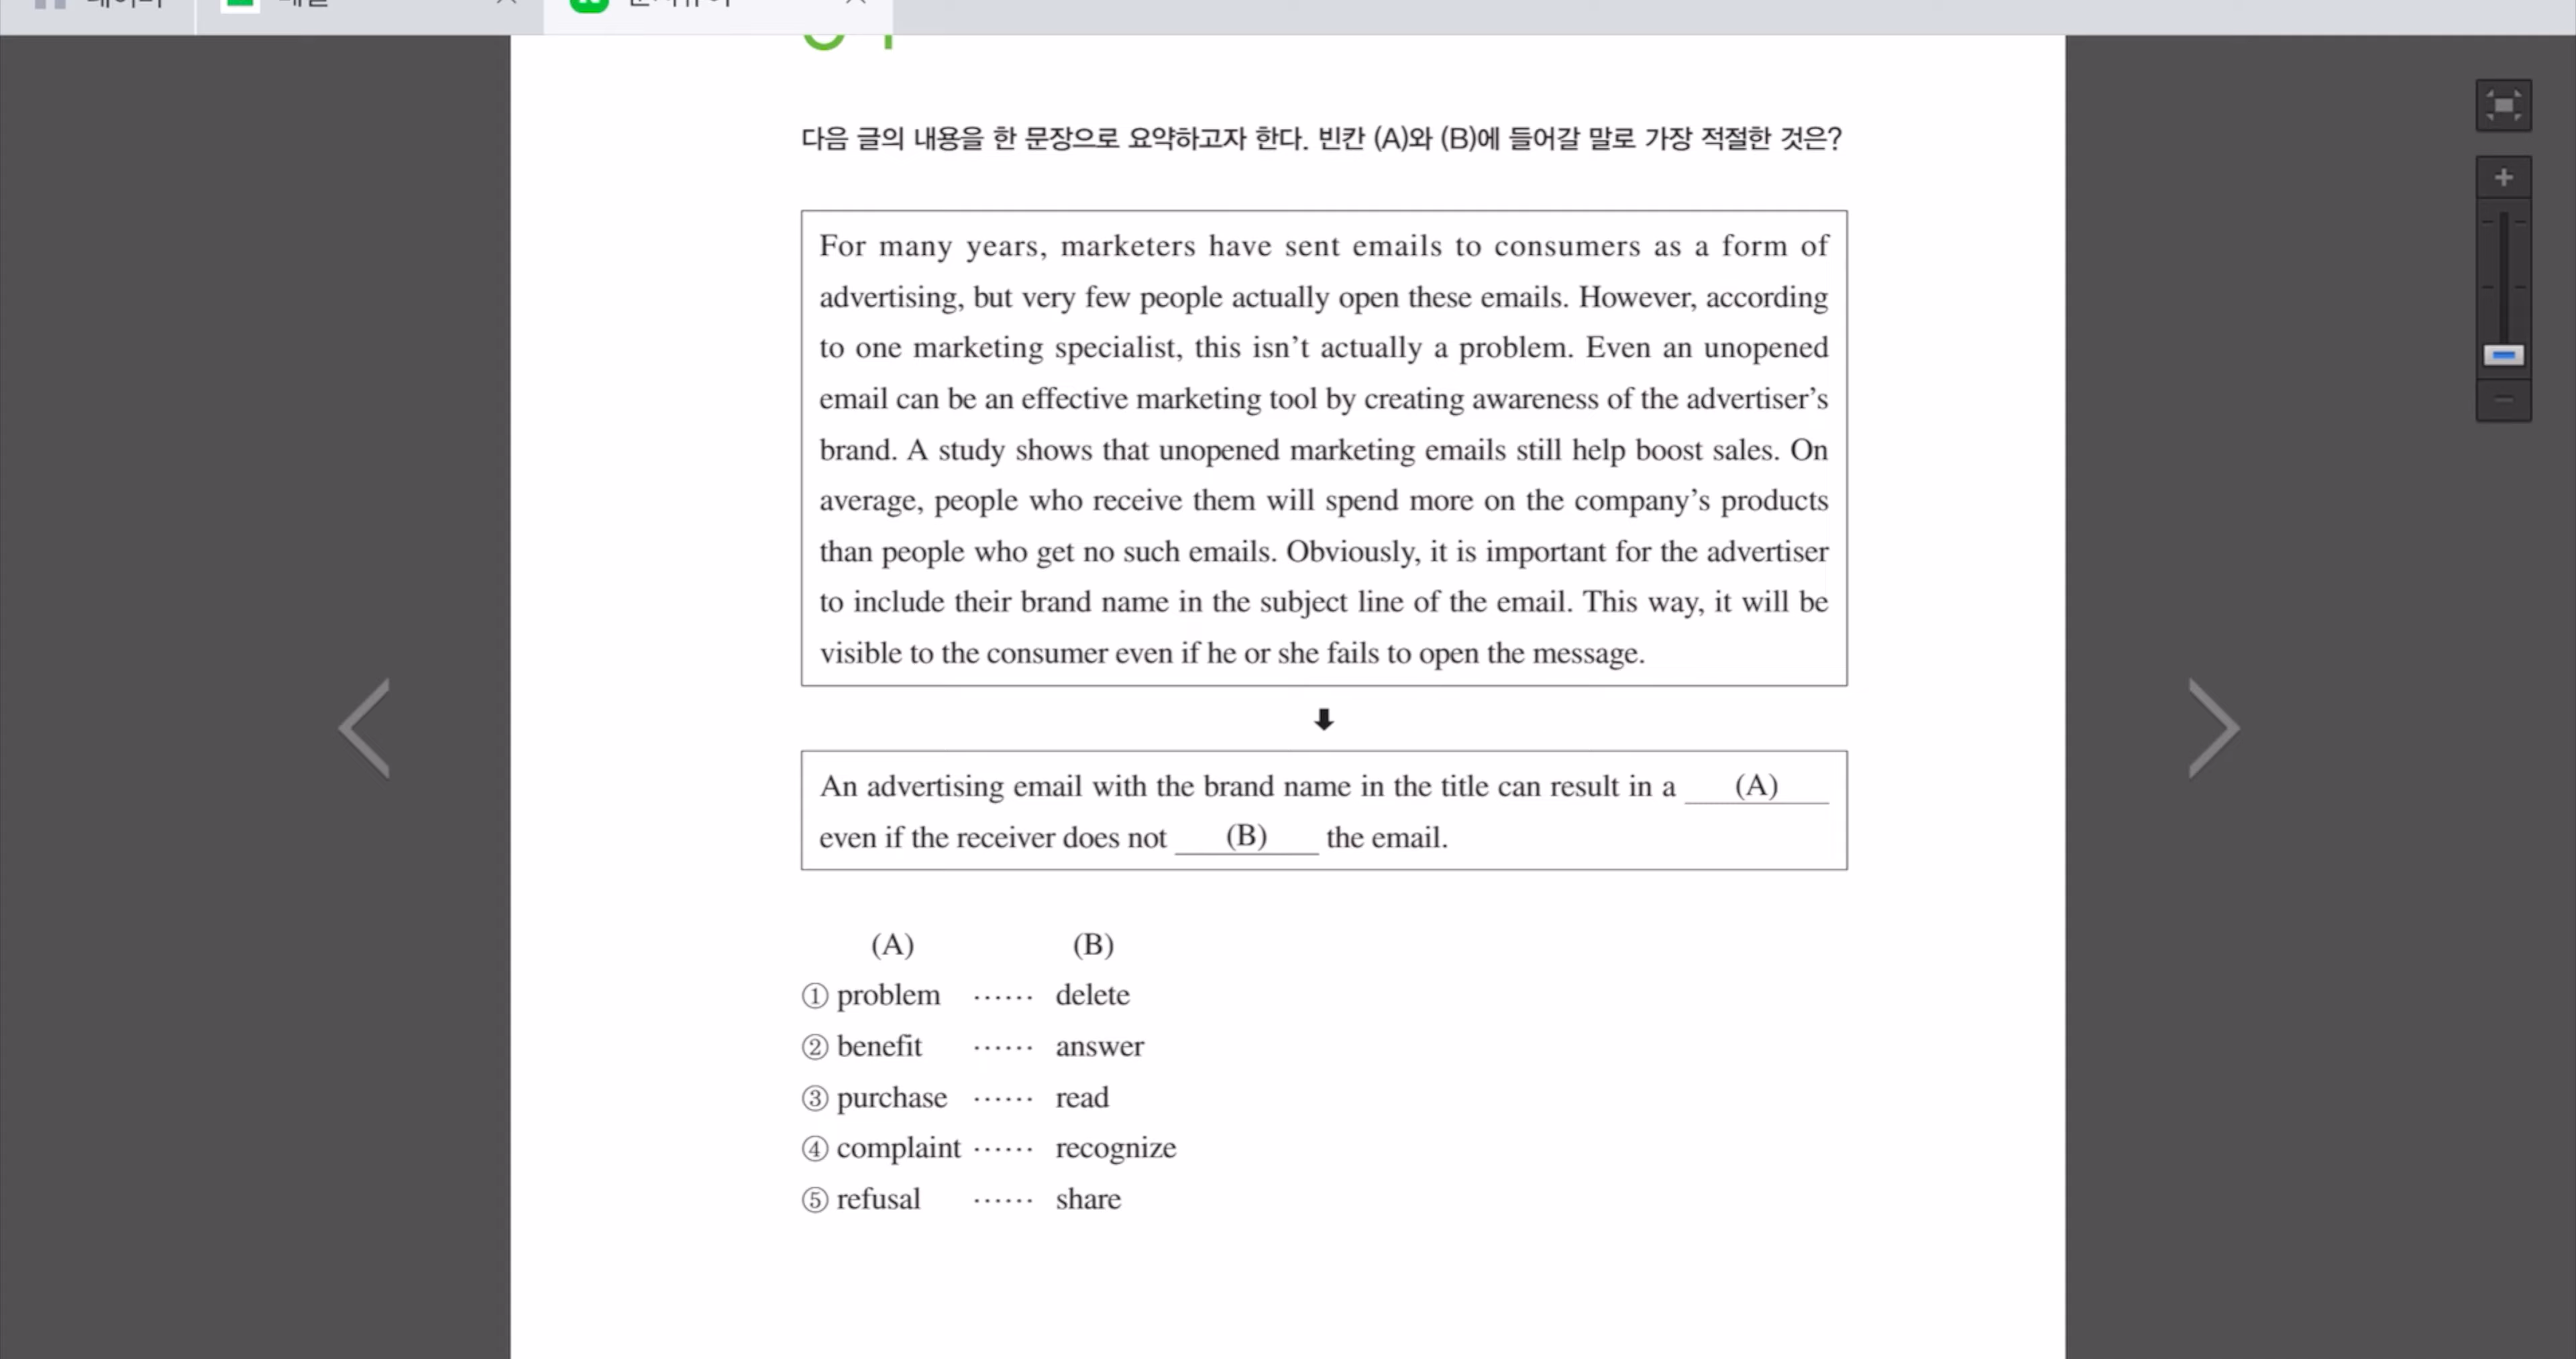 다음 글의 내용을 한 문장으로 요약하고자 한다. 빈칸 (A)와 (B)에 들어갈 말로 가장 적절한 것은?
For many years, marketers have sent emails to consumers as a form of
advertising, but very few people actually open these emails. However, according
to one marketing specialist, this isn’t actually a problem. Even an unopened
email can be an effective marketing tool by creating awareness of the advertiser’s
brand. A study shows that unopened marketing emails still help boost sales. On
average, people who receive them will spend more on the company’s products
than people who get no such emails. Obviously, it is important for the advertiser
to include their brand name in the subject line of the email. This way, it will be
visible to the consumer even if he or she fails to open the message.
An advertising email with the brand name in the title can result in a (A)
even if the receiver does not (B) the email.
(A) (B)
① problem ...... delete
② benefit ...... answer
③ purchase ...... read
④ complaint ...... recognize
⑤ refusal ...... share